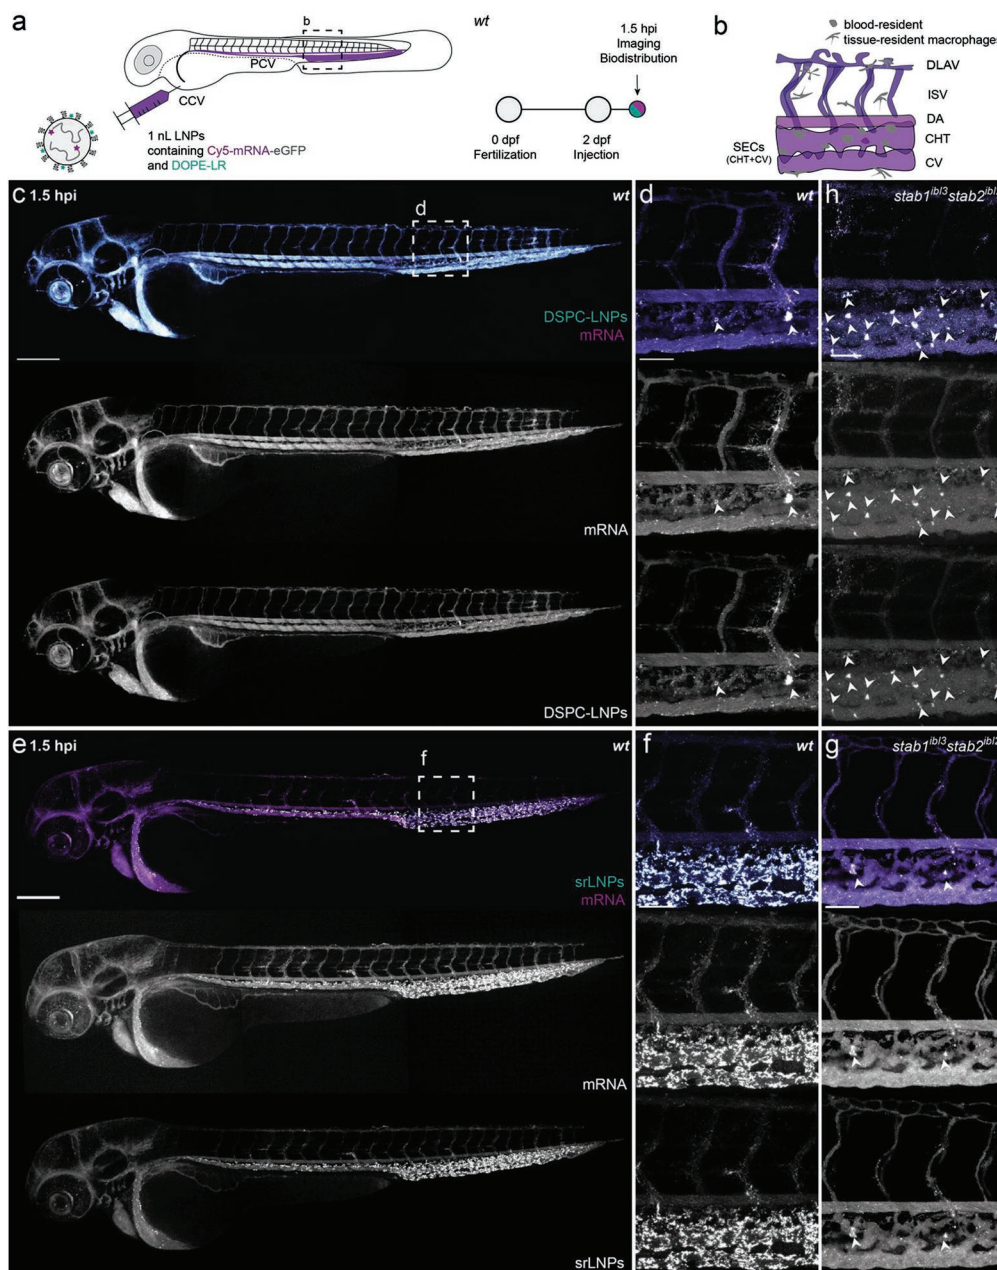 a
b
wt
PCV
CCV
1 nL LNPs
containing Cy5-mRNA-eGFP
and DOPE-LR
1.5 hpi
Imaging
Biodistribution
0 dpf
Fertilization
2 dpf
Injection
b
blood-resident
tissue-resident macrophages
DLAV
ISV
DA
CHT
CV
SECs
(CHT+CV)
c 1.5 hpi
wt
d
DSPC-LNPs
mRNA
mRNA
DSPC-LNPs
d
wt
h
stab1ibl3stab2ibl2
e 1.5 hpi
wt
f
srLNPs
mRNA
mRNA
srLNPs
f
wt
g
stab1ibl3stab2ibl2